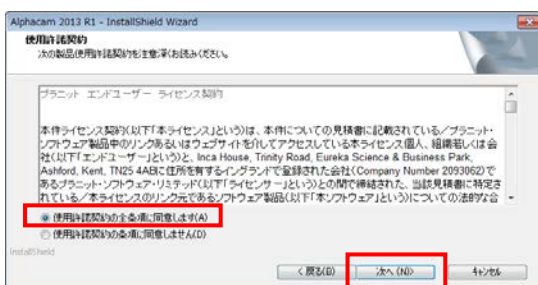 Alphacam 2013 R1 - InstallShield Wizard
使用許諾契約
次の製品使用許諾契約を注意深くお読みください。
プラニット エンドユーザー ライセンス契約
本件ライセンス契約(以下「本ライセンス」という)は、本件についての見積書に記載されている/プラニット・
ソフトウェア製品中のリンクあるいはウェブサイトを介してアクセスしている本ライセンス個人、組織若しくは会
社(以下「エンドユーザー」という)と、Inca House, Trinity Road, Eureka Science & Business Park,
Ashford, Kent, TN25 4ABに住所を有するイングランドで登録された会社(Company Number 2093062)で
あるプラニット・ソフトウェア・リミテッド(以下「ライセンサー」という)との間で締結された、当該見積書に特定さ
れている/本ライセンスのリンク元であるソフトウェア製品(以下「本ソフトウェア」という)についての法的な合
使用許諾契約の全条項に同意します(A)
使用許諾契約の条項に同意しません(D)
InstallShield
< 戻る(B)
次へ (N)>
キャンセル